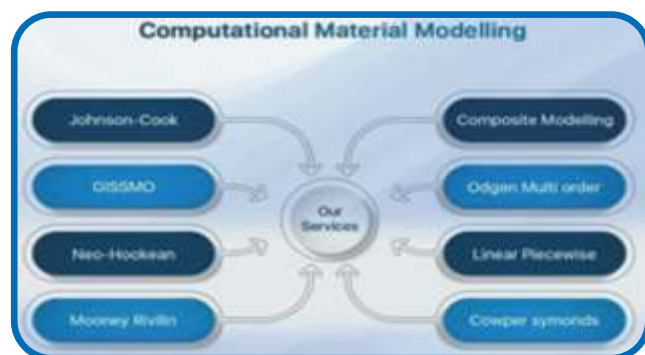 Computational Material Modelling
Johnson-Cook
Composite Modelling
GISSMO
Odgen Multi order
Our
Services
Neo-Hookean
Linear Piecewise
Mooney Rivilin
Cowper symonds